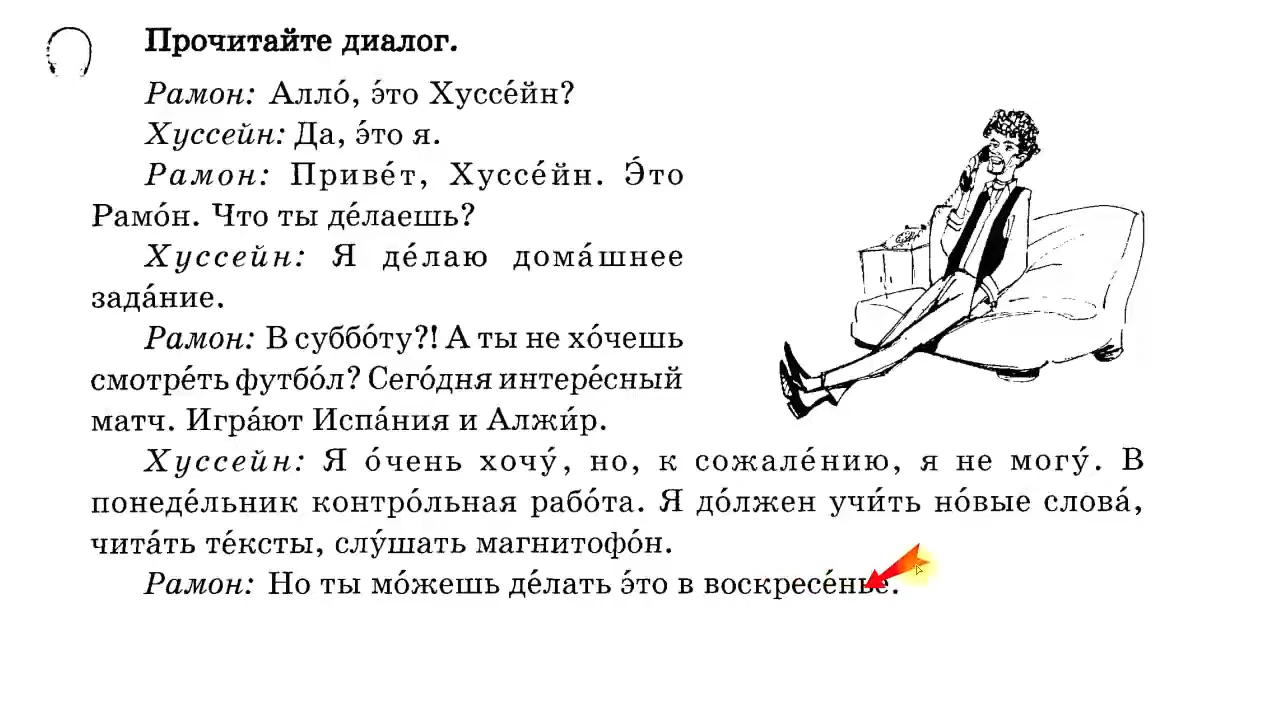 Прочитайте диалог.
Рамон: Алло́, э́то Хуссе́йн?
Хуссейн: Да, э́то я.
Рамон: Приве́т, Хуссе́йн. Э́то
Рамо́н. Что ты де́лаешь?
Хуссейн: Я де́лаю дома́шнее
зада́ние.
Рамон: В суббо́ту?! А ты не хо́чешь
смотре́ть футбо́л? Сего́дня интере́сный
матч. Игра́ют Испа́ния и Алжи́р.
Хуссейн: Я о́чень хочу́, но, к сожале́нию, я не могу́. В
понеде́льник контро́льная рабо́та. Я до́лжен учи́ть но́вые слова́,
чита́ть те́ксты, слу́шать магнитофо́н.
Рамон: Но ты мо́жешь де́лать э́то в воскресе́нье.